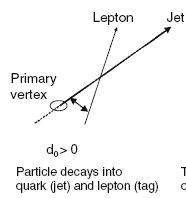 Lepton
Jet
Primary
vertex
d₀ > 0
Particle decays into
quark (jet) and lepton (tag)